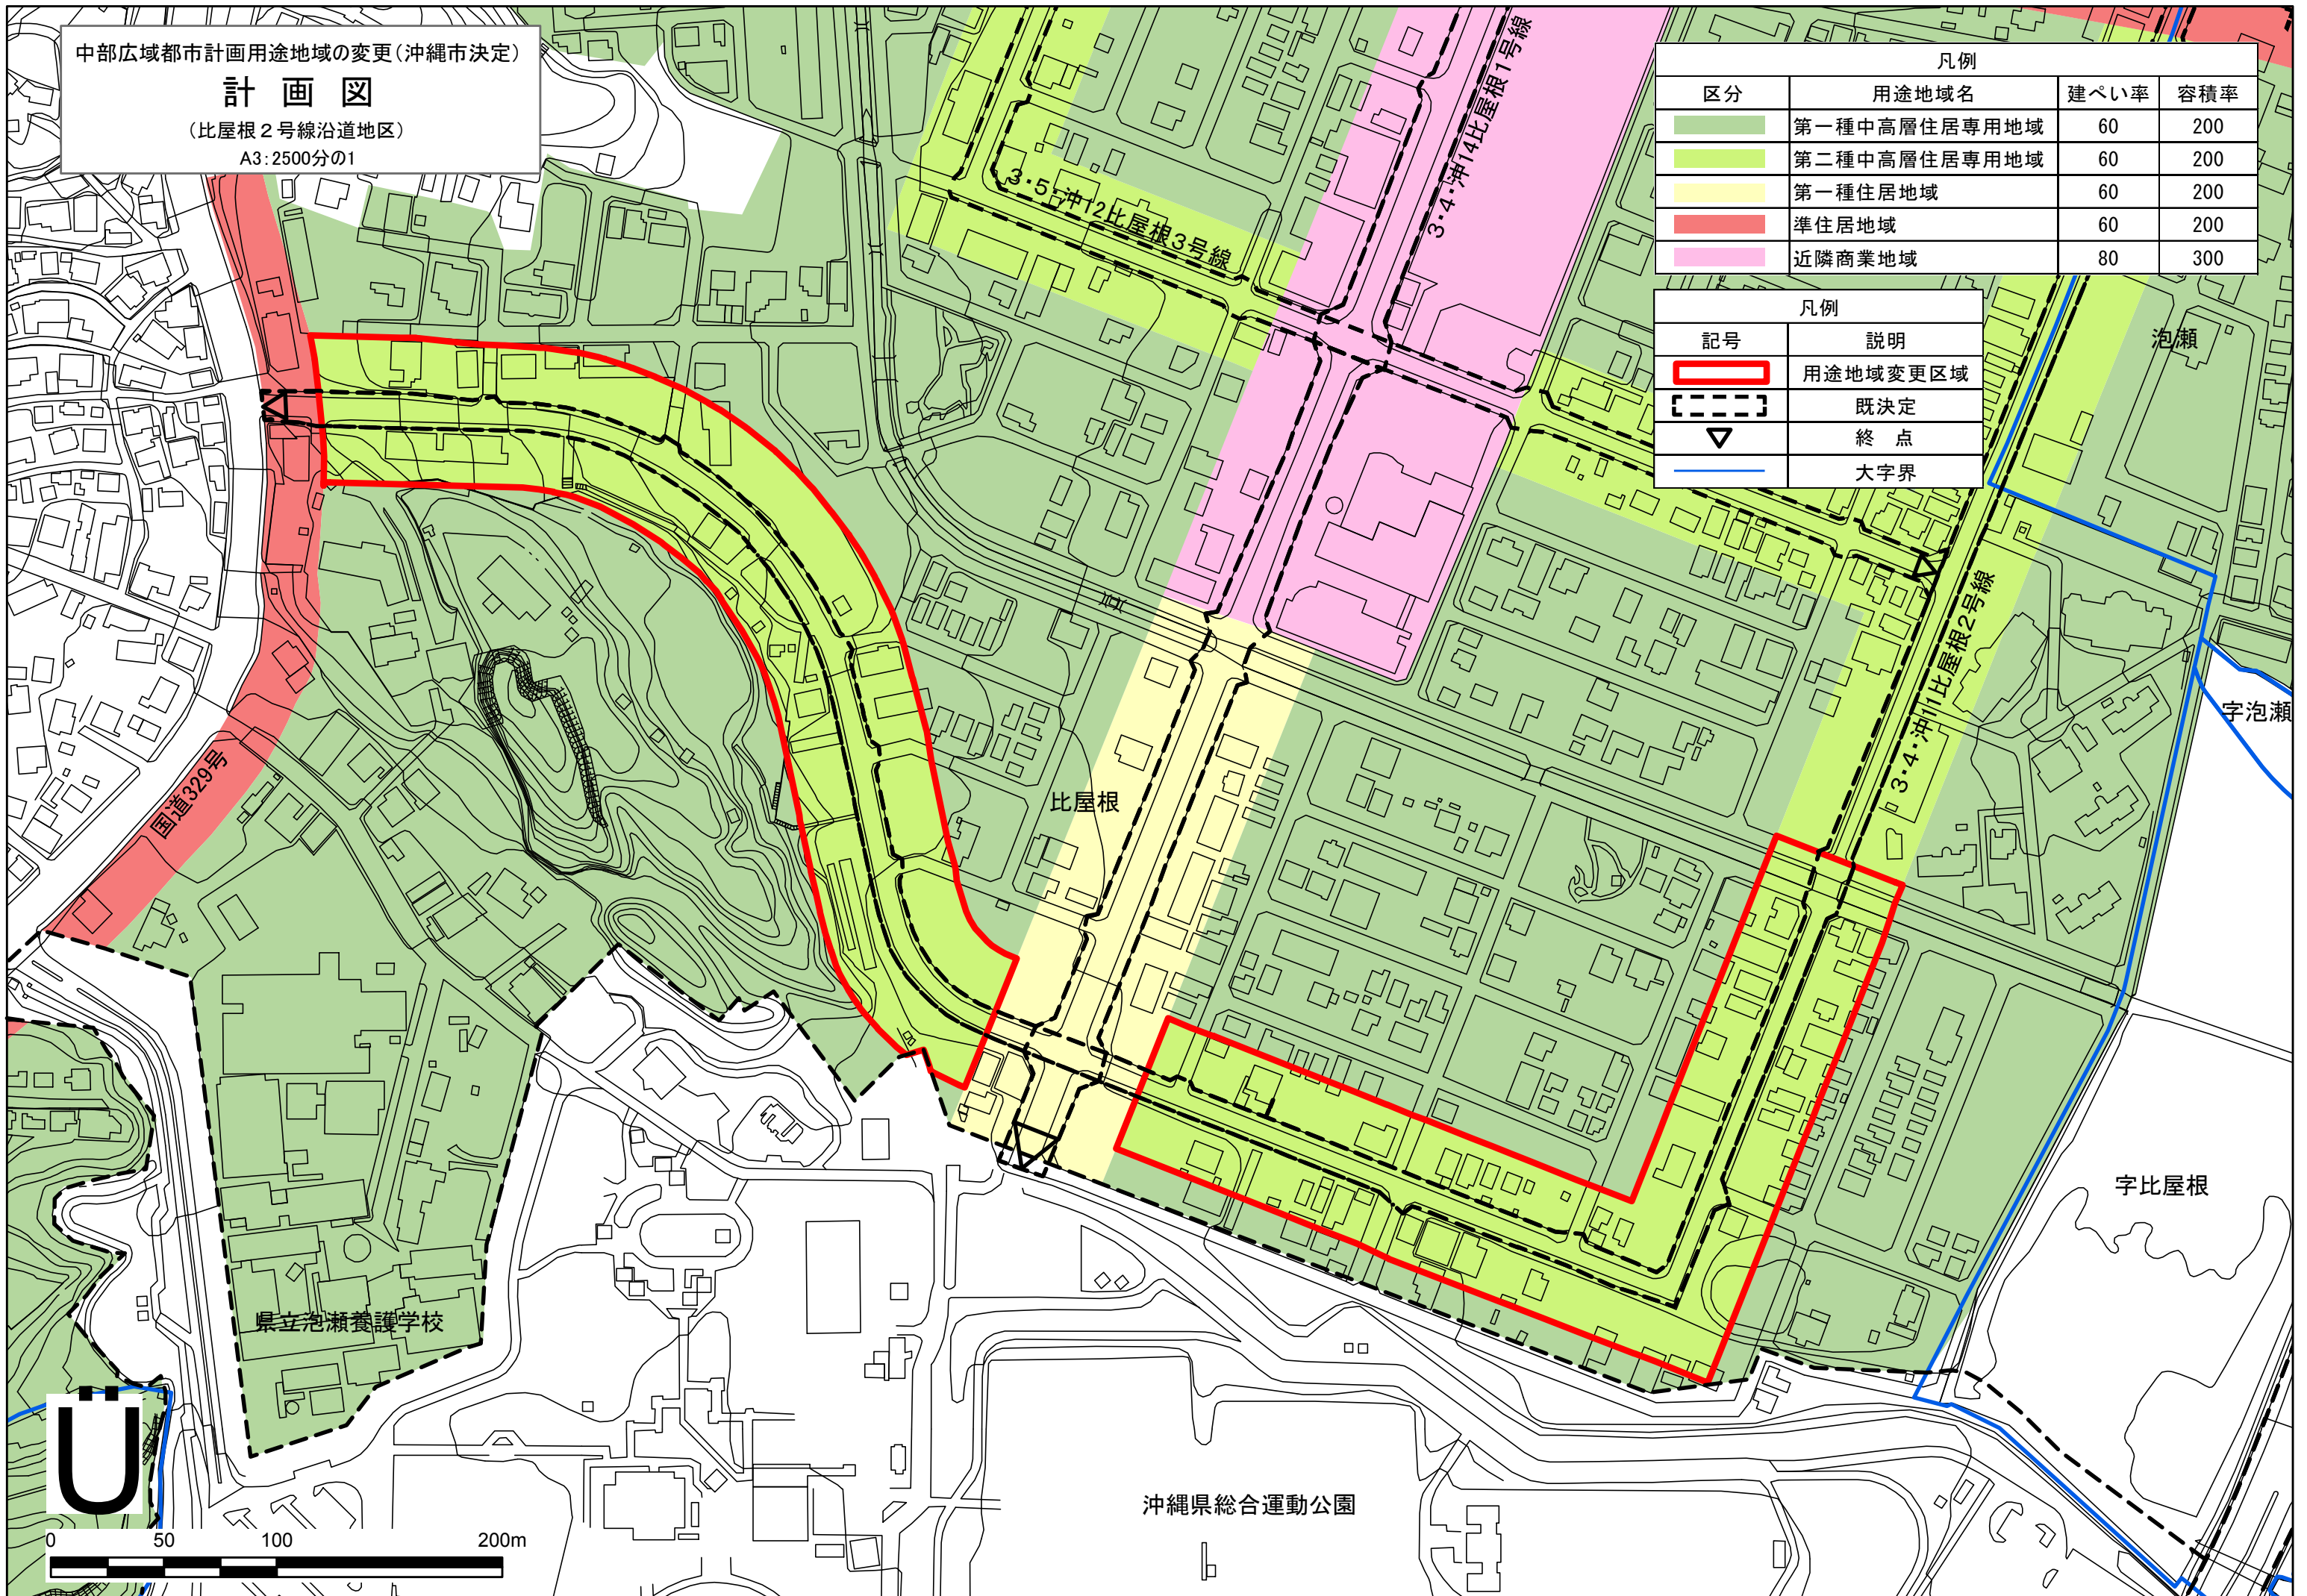 中部広域都市計画用途地域の変更(沖縄市決定)
計 画 図
(比屋根2号線沿道地区)
A3:2500分の1
凡例
区分 用途地域名 建ぺい率 容積率
第一種中高層住居専用地域 60 200
第二種中高層住居専用地域 60 200
第一種住居地域 60 200
準住居地域 60 200
近隣商業地域 80 300
凡例
記号 説明
用途地域変更区域
既決定
終 点
大字界
3・4・沖14比屋根1号線
3・5・沖12比屋根3号線
3・4・沖11比屋根2号線
泡瀬
字泡瀬
国道329号
比屋根
字比屋根
県立泡瀬養護学校
沖縄県総合運動公園
Ü
0 50 100 200m